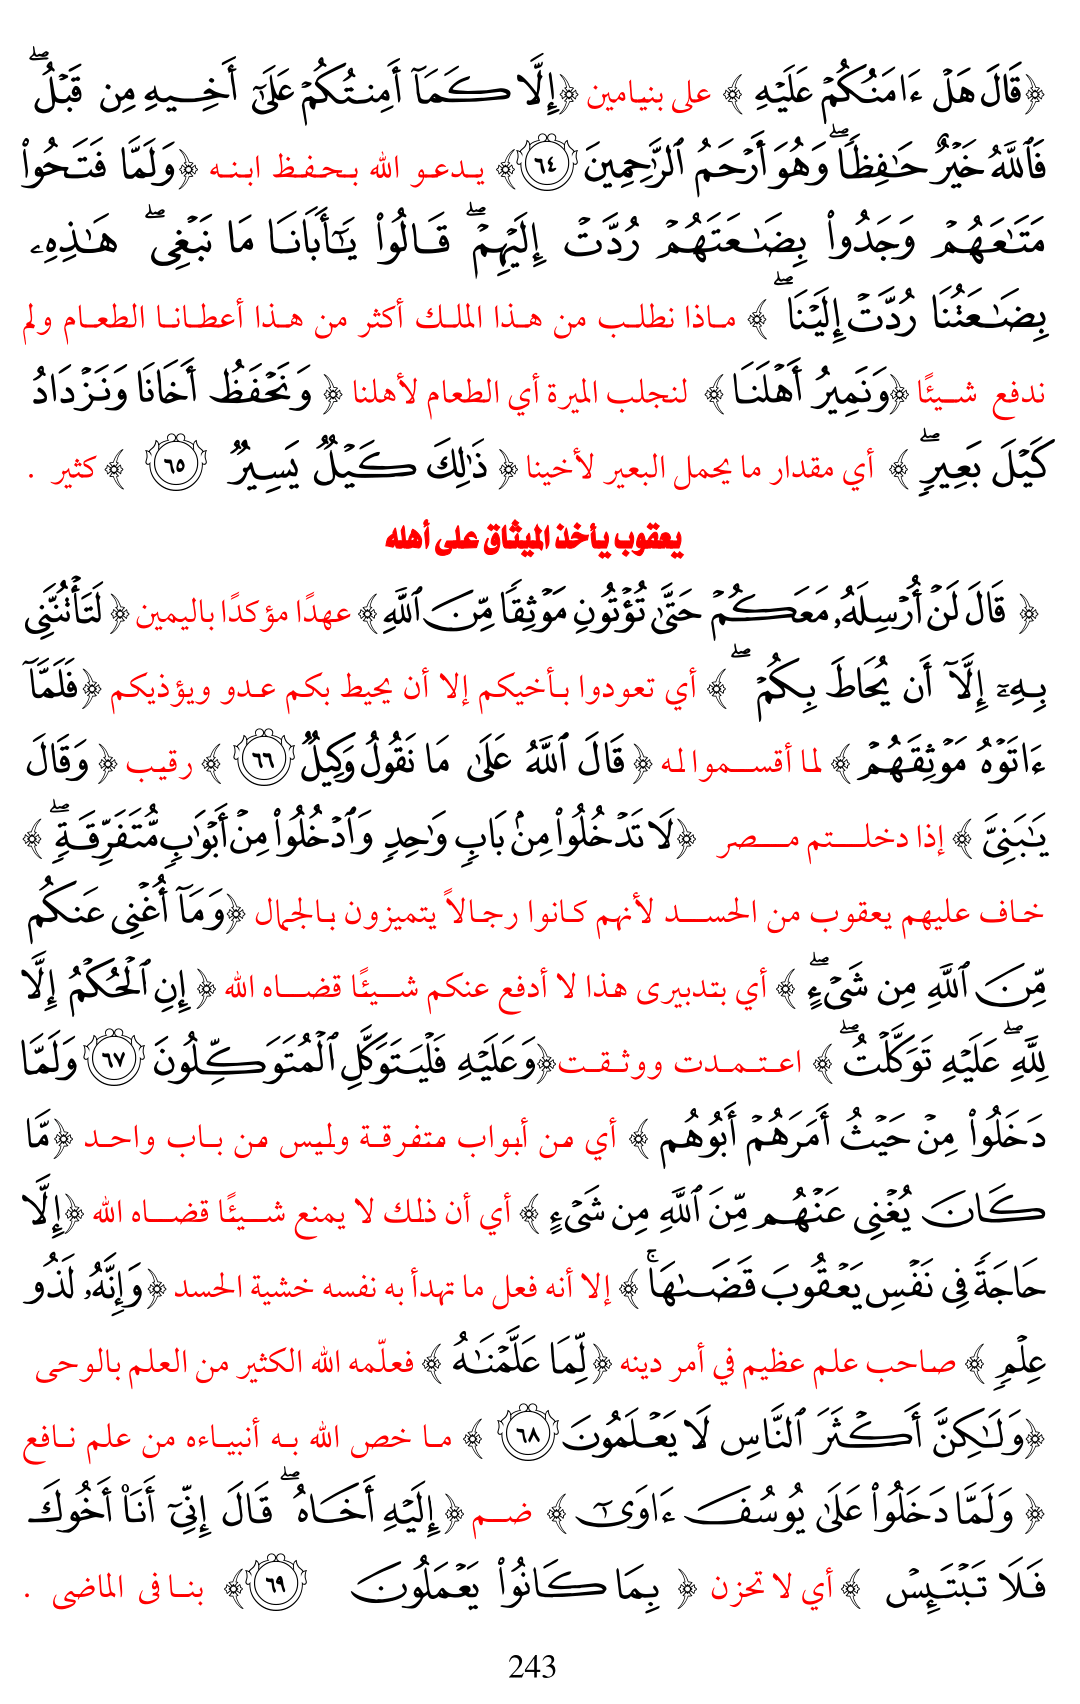 ﴿قَالَ هَلْ ءَامَنُكُمْ عَلَيْهِ ﴾ على بنيامين ﴿إِلَّا كَمَآ أَمِنتُكُمْ عَلَىٰٓ أَخِيهِ مِن قَبْلُ ۖ
فَٱللَّهُ خَيْرٌ حَـٰفِظًا ۖ وَهُوَ أَرْحَمُ ٱلرَّٰحِمِينَ ٦٤﴾ يدعو الله بحفظ ابنه ﴿وَلَمَّا فَتَحُوا۟
مَتَـٰعَهُمْ وَجَدُوا۟ بِضَـٰعَتَهُمْ رُدَّتْ إِلَيْهِمْ ۖ قَالُوا۟ يَـٰٓأَبَانَا مَا نَبْغِى ۖ هَـٰذِهِۦ
بِضَـٰعَتُنَا رُدَّتْ إِلَيْنَا ۖ ﴾ ماذا نطلب من هذا الملك أكثر من هذا أعطانا الطعام ولم
ندفع شيئًا ﴿وَنَمِيرُ أَهْلَنَا ﴾ لنجلب الميرة أي الطعام لأهلنا ﴿ وَنَحْفَظُ أَخَانَا وَنَزْدَادُ
كَيْلَ بَعِيرٍ ۖ ﴾ أي مقدار ما يحمل البعير لأخينا ﴿ ذَٰلِكَ كَيْلٌ يَسِيرٌ ٦٥ ﴾ كثير .
يعقوب يأخذ الميثاق على أهله
﴿ قَالَ لَنْ أُرْسِلَهُۥ مَعَكُمْ حَتَّىٰ تُؤْتُونِ مَوْثِقًا مِّنَ ٱللَّهِ ﴾ عهدًا مؤكدًا باليمين ﴿ لَتَأْتُنَّنِى
بِهِۦٓ إِلَّآ أَن يُحَاطَ بِكُمْ ۖ ﴾ أي تعودوا بأخيكم إلا أن يحيط بكم عدو ويؤذيكم ﴿فَلَمَّآ
ءَاتَوْهُ مَوْثِقَهُمْ ﴾ لما أقسموا له ﴿ قَالَ ٱللَّهُ عَلَىٰ مَا نَقُولُ وَكِيلٌ ٦٦ ﴾ رقيب ﴿ وَقَالَ
يَـٰبَنِىَّ ﴾ إذا دخلتم مصر ﴿لَا تَدْخُلُوا۟ مِنۢ بَابٍ وَٰحِدٍ وَٱدْخُلُوا۟ مِنْ أَبْوَٰبٍ مُّتَفَرِّقَةٍ ۖ ﴾
خاف عليهم يعقوب من الحسد لأنهم كانوا رجالاً يتميزون بالجمال ﴿وَمَآ أُغْنِى عَنكُم
مِّنَ ٱللَّهِ مِن شَىْءٍ ۖ ﴾ أي بتدبيرى هذا لا أدفع عنكم شيئًا قضاه الله ﴿ إِنِ ٱلْحُكْمُ إِلَّا
لِلَّهِ ۖ عَلَيْهِ تَوَكَّلْتُ ۖ ﴾ اعتمدت ووثقت ﴿وَعَلَيْهِ فَلْيَتَوَكَّلِ ٱلْمُتَوَكِّلُونَ ٦٧ وَلَمَّا
دَخَلُوا۟ مِنْ حَيْثُ أَمَرَهُمْ أَبُوهُم ﴾ أي من أبواب متفرقة وليس من باب واحد ﴿مَّا
كَانَ يُغْنِى عَنْهُم مِّنَ ٱللَّهِ مِن شَىْءٍ ﴾ أي أن ذلك لا يمنع شيئًا قضاه الله ﴿إِلَّا
حَاجَةً فِى نَفْسِ يَعْقُوبَ قَضَىٰهَا ۚ ﴾ إلا أنه فعل ما تهدأ به نفسه خشية الحسد ﴿وَإِنَّهُۥ لَذُو
عِلْمٍ ﴾ صاحب علم عظيم في أمر دينه ﴿لِّمَا عَلَّمْنَـٰهُ ﴾ فعلّمه الله الكثير من العلم بالوحى
﴿وَلَـٰكِنَّ أَكْثَرَ ٱلنَّاسِ لَا يَعْلَمُونَ ٦٨ ﴾ ما خص الله به أنبياءه من علم نافع
﴿ وَلَمَّا دَخَلُوا۟ عَلَىٰ يُوسُفَ ءَاوَىٰٓ ﴾ ضم ﴿ إِلَيْهِ أَخَاهُ ۖ قَالَ إِنِّىٓ أَنَا۠ أَخُوكَ
فَلَا تَبْتَئِسْ ﴾ أي لا تحزن ﴿ بِمَا كَانُوا۟ يَعْمَلُونَ ٦٩﴾ بنا فى الماضى .
243